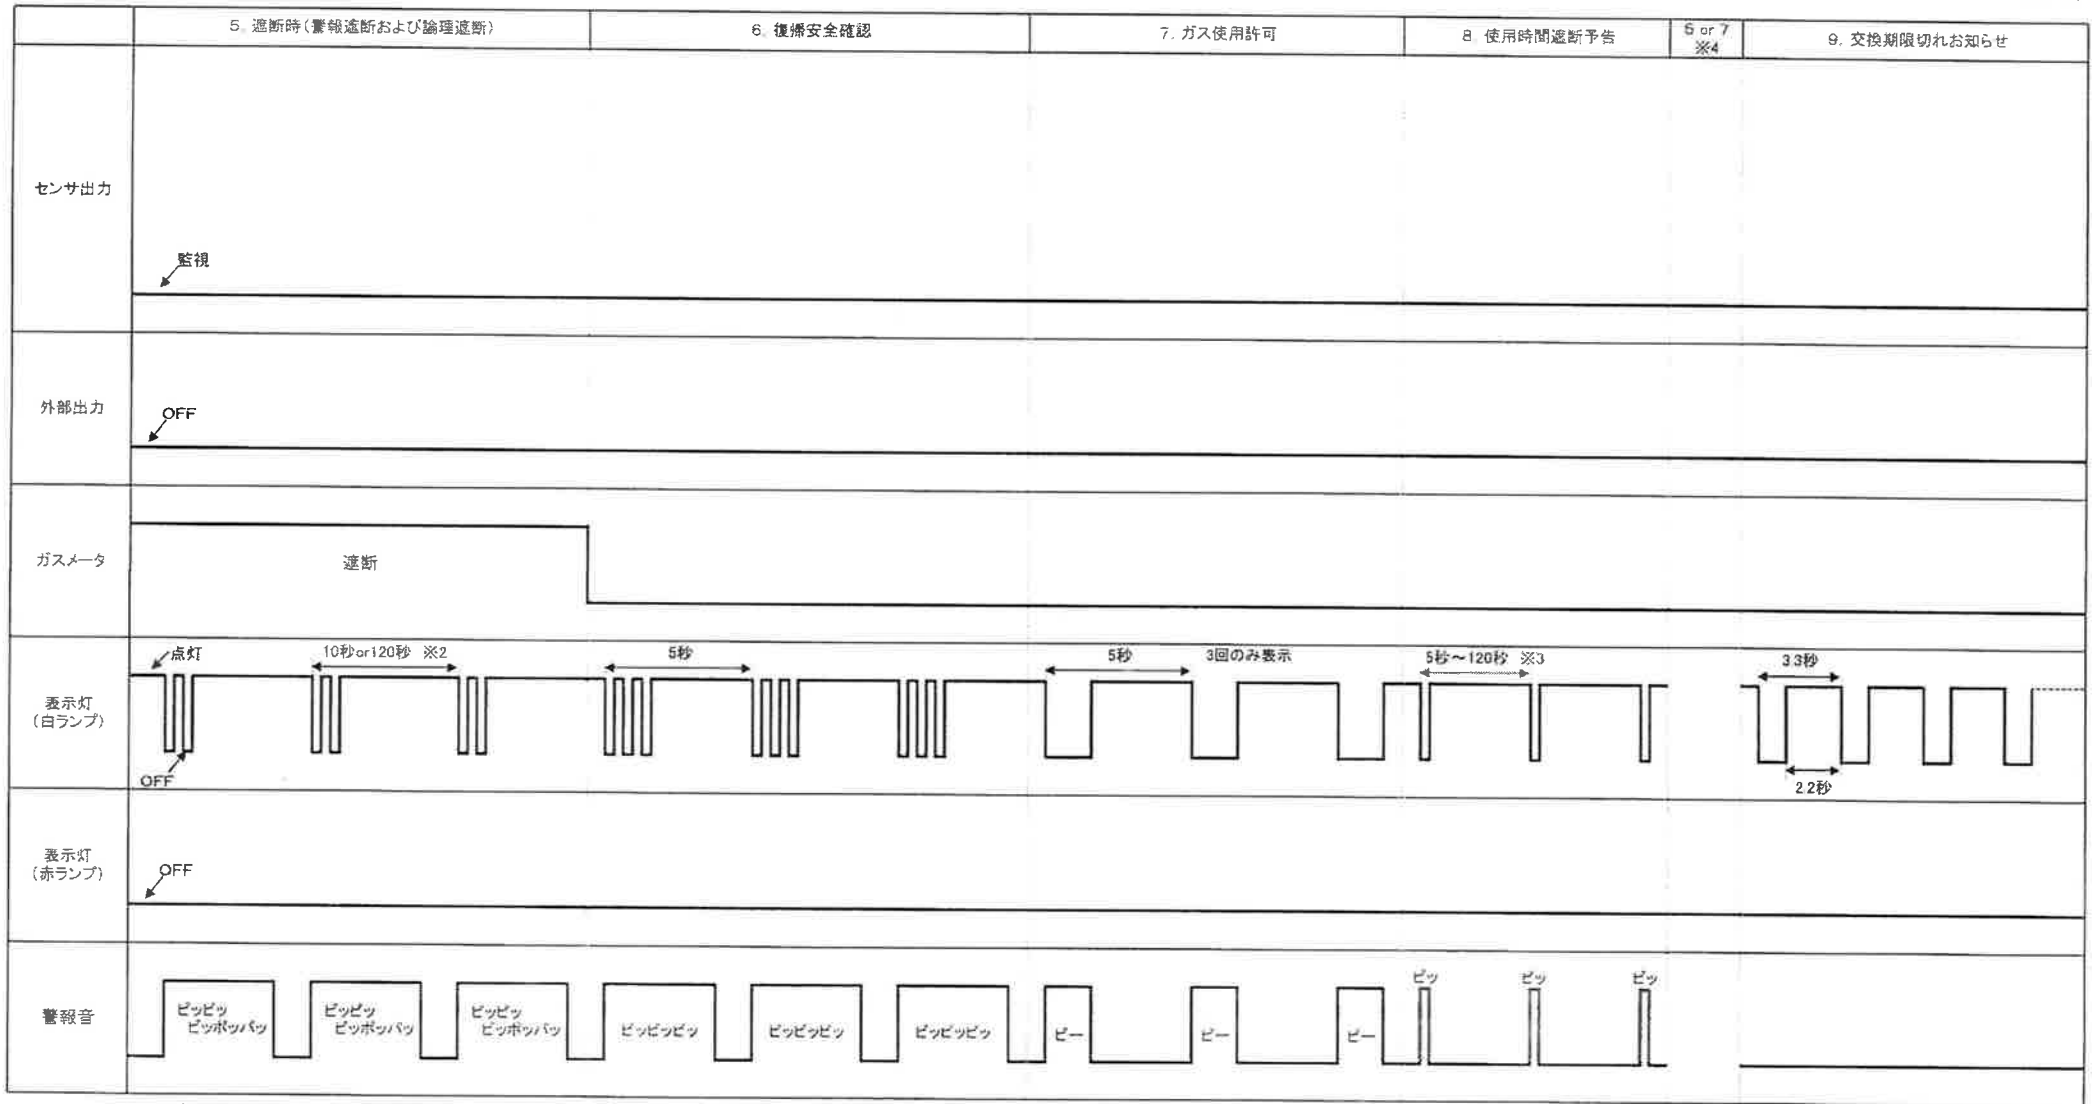 5. 遮断時(警報遮断および論理遮断)
6. 復帰安全確認
7. ガス使用許可
8. 使用時間遮断予告
5 or 7
※4
9. 交換期限切れお知らせ
センサ出力
監視
外部出力
OFF
ガスメータ
遮断
表示灯
(白ランプ)
点灯
OFF
10秒or120秒 ※2
5秒
5秒
3回のみ表示
5秒～120秒 ※3
3.3秒
2.2秒
表示灯
(赤ランプ)
OFF
警報音
ピッピッ
ピッポッパッ
ピッピッ
ピッポッパッ
ピッピッ
ピッポッパッ
ピッピッピッ
ピッピッピッ
ピッピッピッ
ピー
ピー
ピー
ピッ
ピッ
ピッ